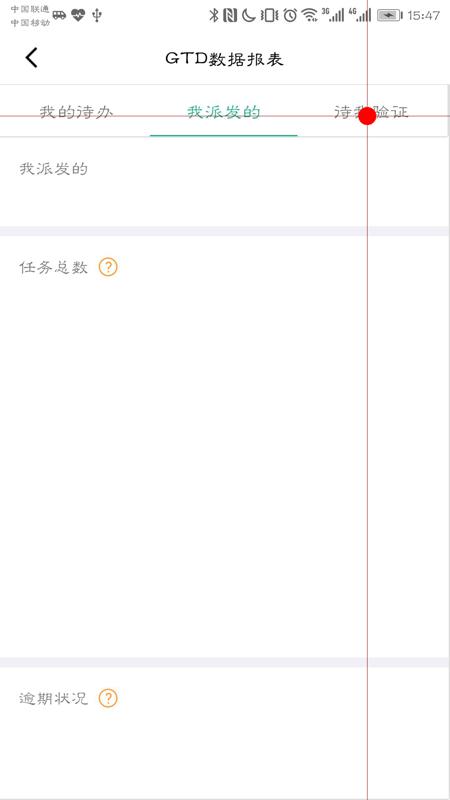 中国联通
中国移动
3G 4G 15:47
GTD数据报表
我的待办 我派发的 待我验证
我派发的
任务总数 ?
逾期状况 ?